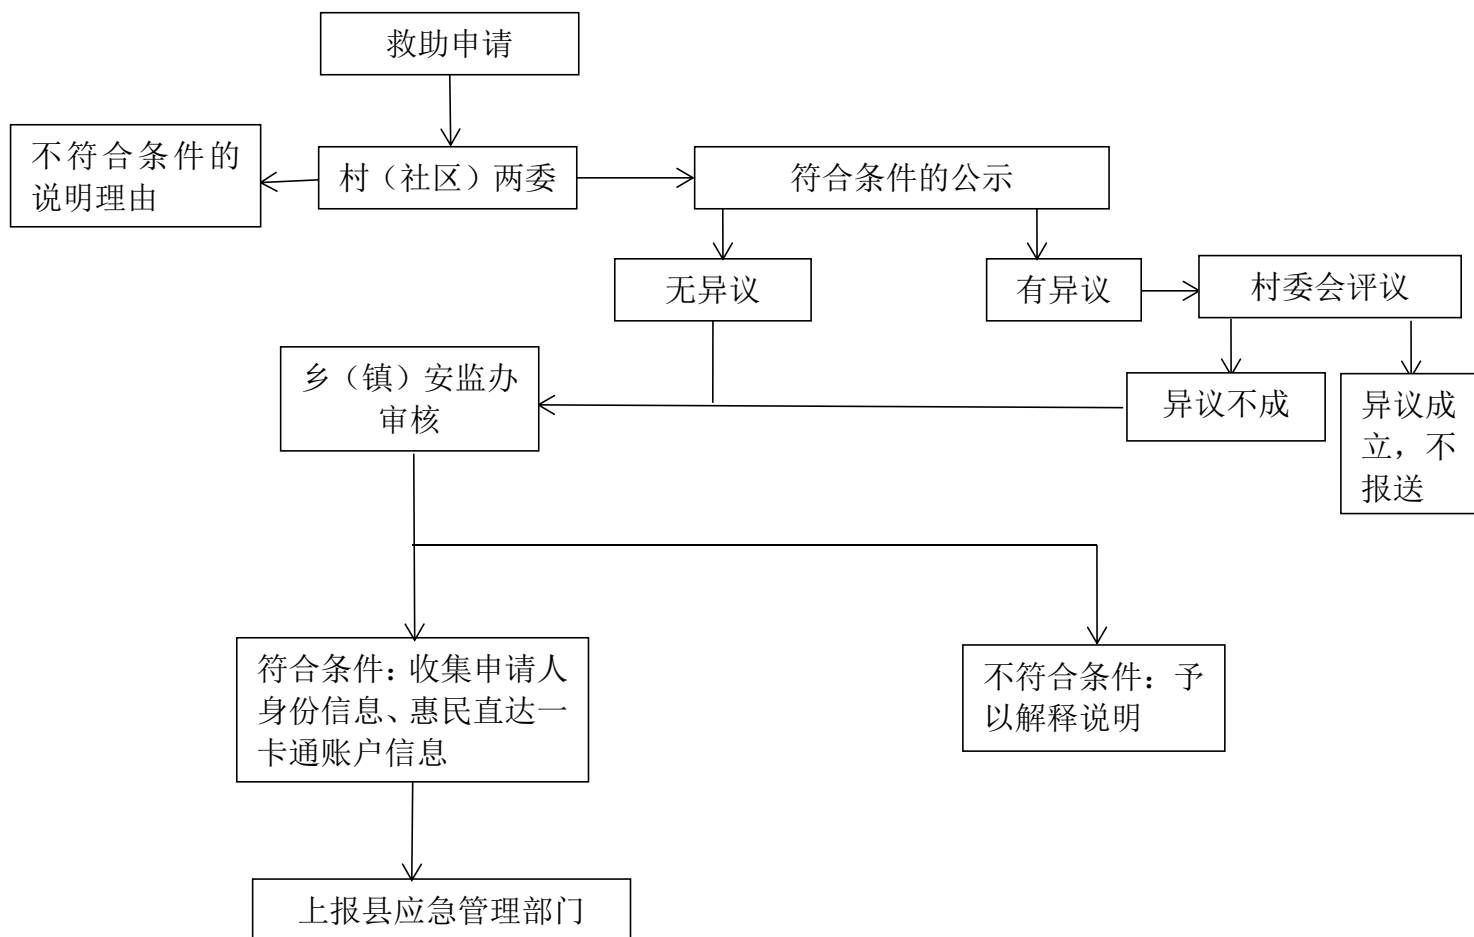 救助申请
不符合条件的
说明理由
村（社区）两委
符合条件的公示
无异议
有异议
村委会评议
乡（镇）安监办
审核
异议不成
异议成
立，不
报送
符合条件：收集申请人
身份信息、惠民直达一
卡通账户信息
不符合条件：予
以解释说明
上报县应急管理部门